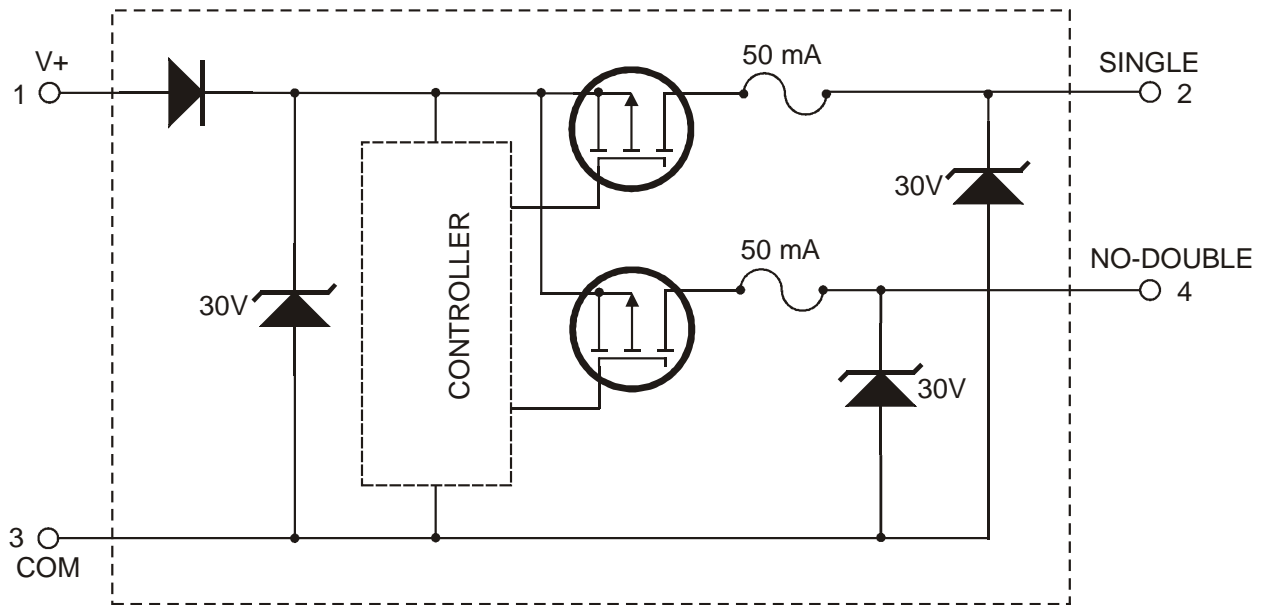 50 mA
V+
SINGLE
1
2
30V
CONTROLLER
50 mA
NO-DOUBLE
4
30V
30V
3
COM